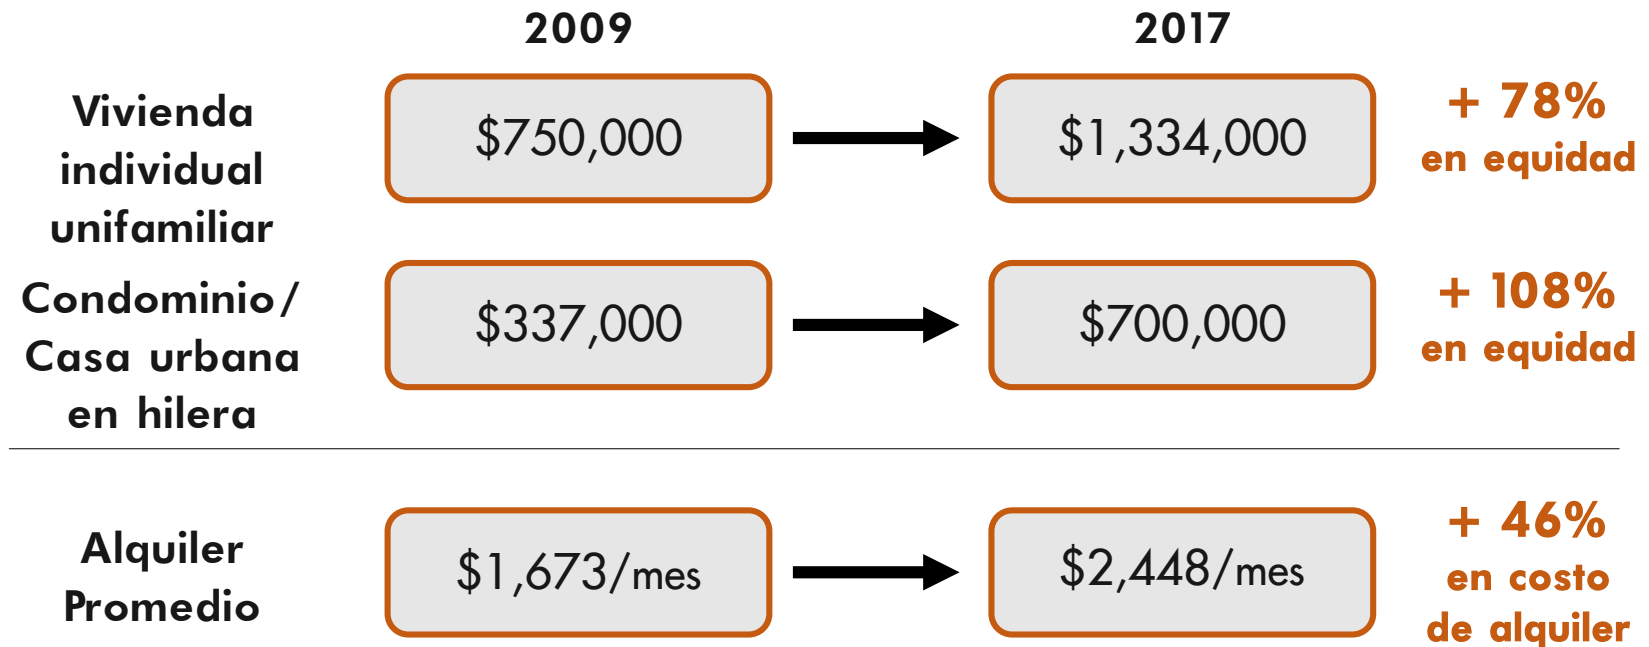 2009
2017
Vivienda
individual
unifamiliar
$750,000
$1,334,000
+ 78%
en equidad
Condominio/
Casa urbana
en hilera
$337,000
$700,000
+ 108%
en equidad
Alquiler
Promedio
$1,673/mes
$2,448/mes
+ 46%
en costo
de alquiler